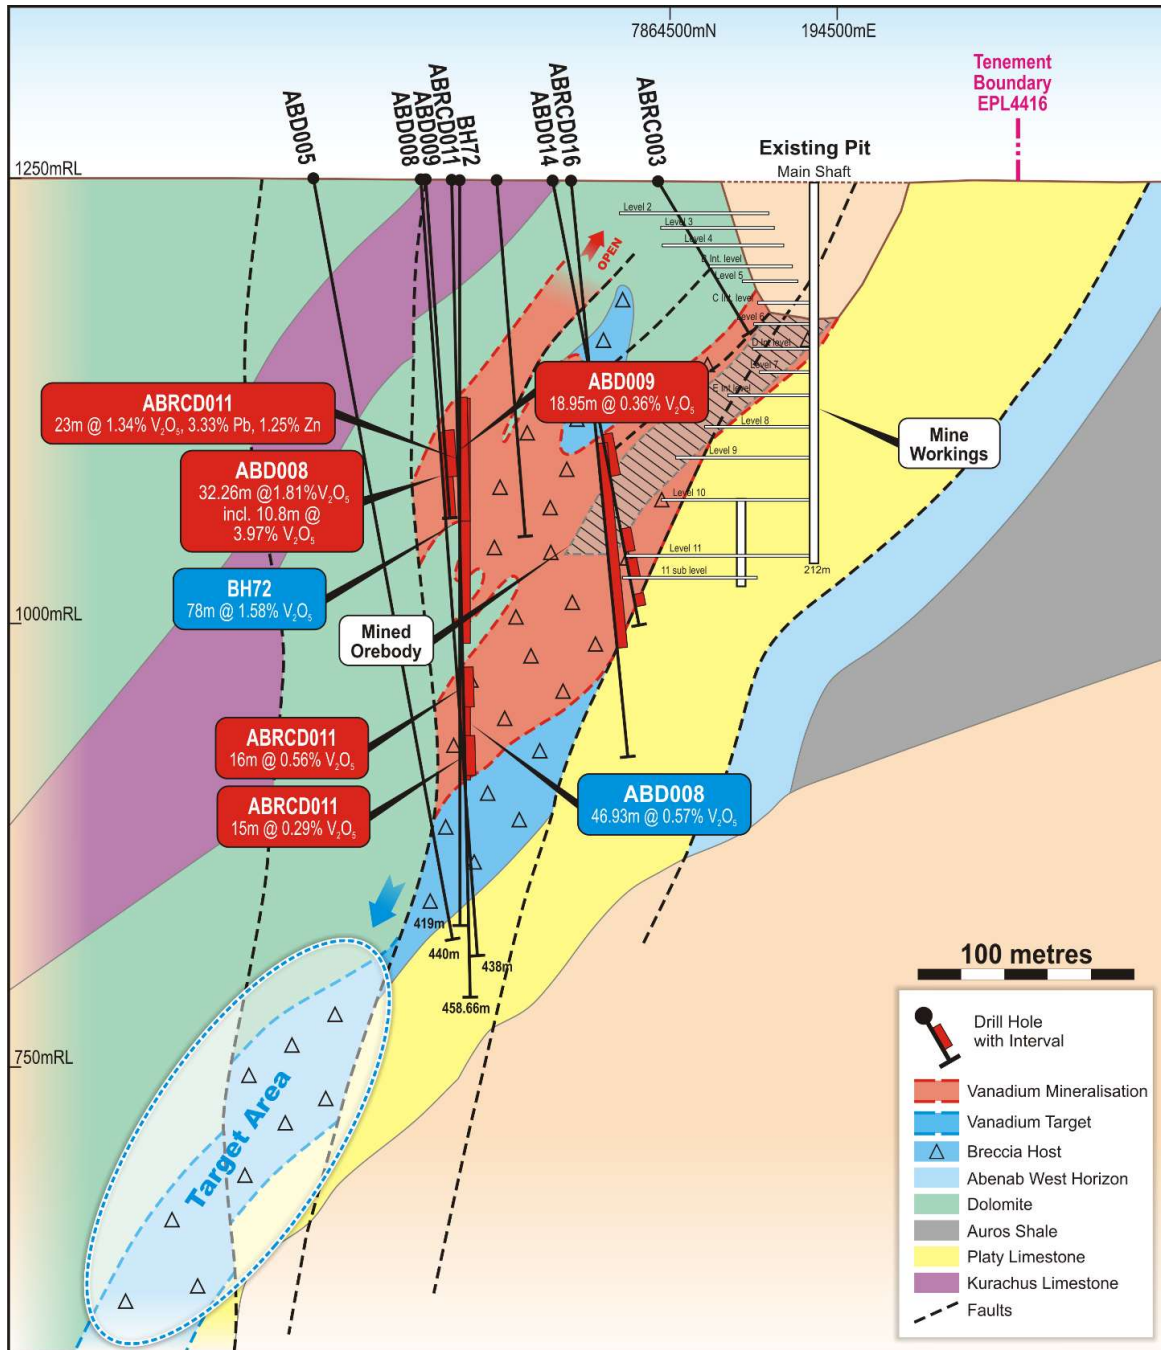 7864500mN
194500mE
Tenement
Boundary
EPL4416
ABD005
ABD008
ABD009
ABRCD011
BH72
ABD014
ABRCD016
ABRC003
Existing Pit
Main Shaft
1250mRL
Level 2
Level 3
Level 4
B Int. level
Level 5
C Int. level
Level 6
D Int level
Level 7
E Int level
Level 8
Level 9
Level 10
Level 11
11 sub level
212m
OPEN
ABRCD011
23m @ 1.34% V₂O₅, 3.33% Pb, 1.25% Zn
ABD009
18.95m @ 0.36% V₂O₅
ABD008
32.26m @1.81%V₂O₅
incl. 10.8m @
3.97% V₂O₅
Mine
Workings
BH72
78m @ 1.58% V₂O₅
1000mRL
Mined
Orebody
ABRCD011
16m @ 0.56% V₂O₅
ABRCD011
15m @ 0.29% V₂O₅
ABD008
46.93m @ 0.57% V₂O₅
419m
440m
438m
458.66m
750mRL
Target Area
100 metres
Drill Hole
with Interval
Vanadium Mineralisation
Vanadium Target
Breccia Host
Abenab West Horizon
Dolomite
Auros Shale
Platy Limestone
Kurachus Limestone
Faults